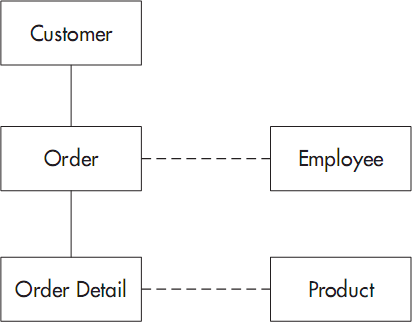 Customer
Order
Employee
Order Detail
Product